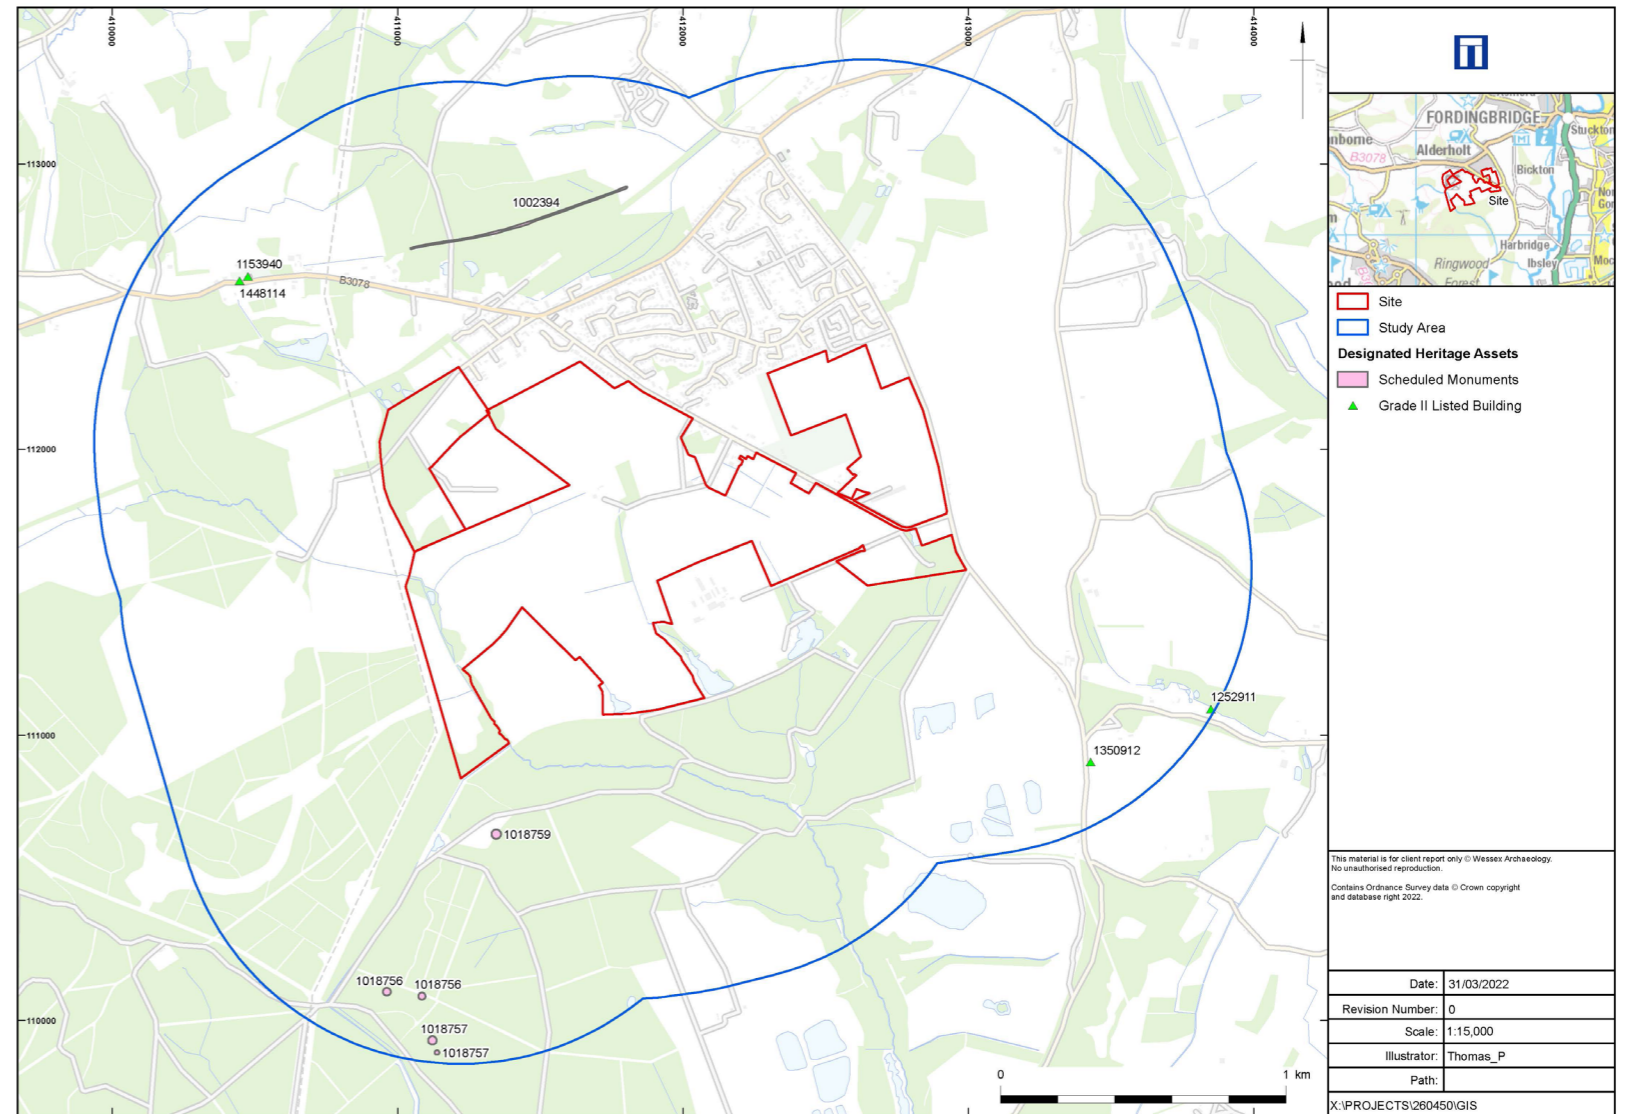 410000
411000
412000
413000
414000
113000
112000
111000
110000
1002394
1153940
1448114
B3078
1252911
1350912
1018759
1018756
1018756
1018757
1018757
0
1 km
FORDINGBRIDGE
Stuckton
Alderholt
B3078
Bickton
Site
Harbridge
Ibsley
Ringwood
Forest
Site
Study Area
Designated Heritage Assets
Scheduled Monuments
Grade II Listed Building
This material is for client report only © Wessex Archaeology.
No unauthorised reproduction.
Contains Ordnance Survey data © Crown copyright
and database right 2022.
Date: 31/03/2022
Revision Number: 0
Scale: 1:15,000
Illustrator: Thomas_P
Path:
X:\PROJECTS\260450\GIS